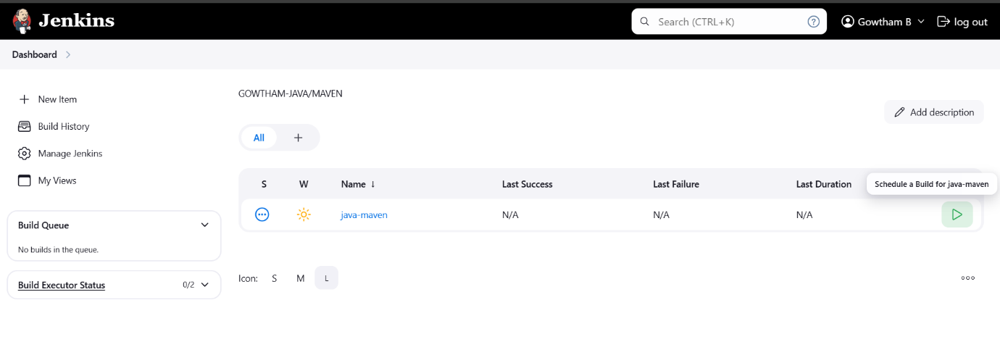 Jenkins
Search (CTRL+K)
Gowtham B
log out
Dashboard
New Item
Build History
Manage Jenkins
My Views
Build Queue
No builds in the queue.
Build Executor Status 0/2
GOWTHAM-JAVA/MAVEN
Add description
All +
S W Name ↓ Last Success Last Failure Last Duration
Schedule a Build for java-maven
java-maven N/A N/A N/A
Icon: S M L